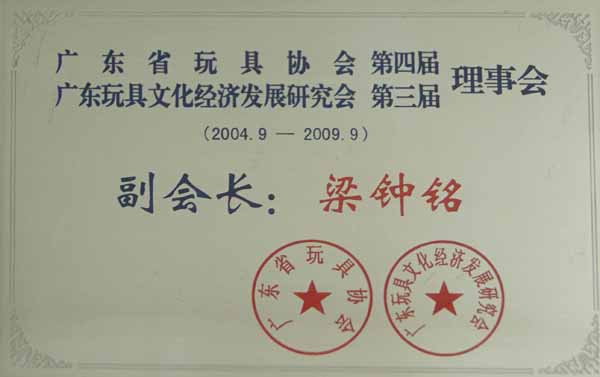 广东省玩具协会 第四届
广东玩具文化经济发展研究会 第三届
理事会
(2004.9 — 2009.9)
副会长: 梁钟铭
广东省玩具协会
广东玩具文化经济发展研究会